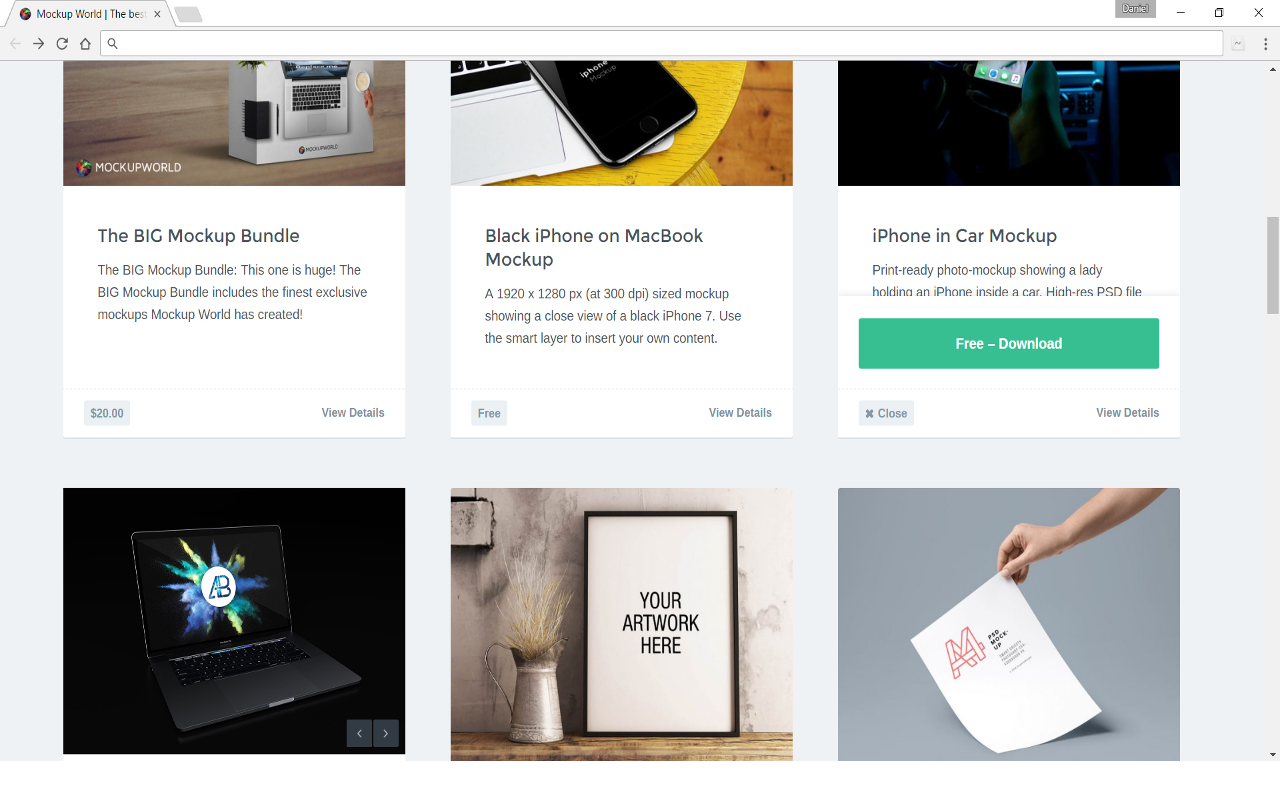 Mockup World | The best
Daniel
MOCKUPWORLD
MOCKUPWORLD
iphone
Mockup
The BIG Mockup Bundle
The BIG Mockup Bundle: This one is huge! The
BIG Mockup Bundle includes the finest exclusive
mockups Mockup World has created!
$20.00
View Details
Black iPhone on MacBook
Mockup
A 1920 x 1280 px (at 300 dpi) sized mockup
showing a close view of a black iPhone 7. Use
the smart layer to insert your own content.
Free
View Details
iPhone in Car Mockup
Print-ready photo-mockup showing a lady
holding an iPhone inside a car. High-res PSD file
Free – Download
✖ Close
View Details
AB
YOUR
ARTWORK
HERE
PSD
MOCK-
UP